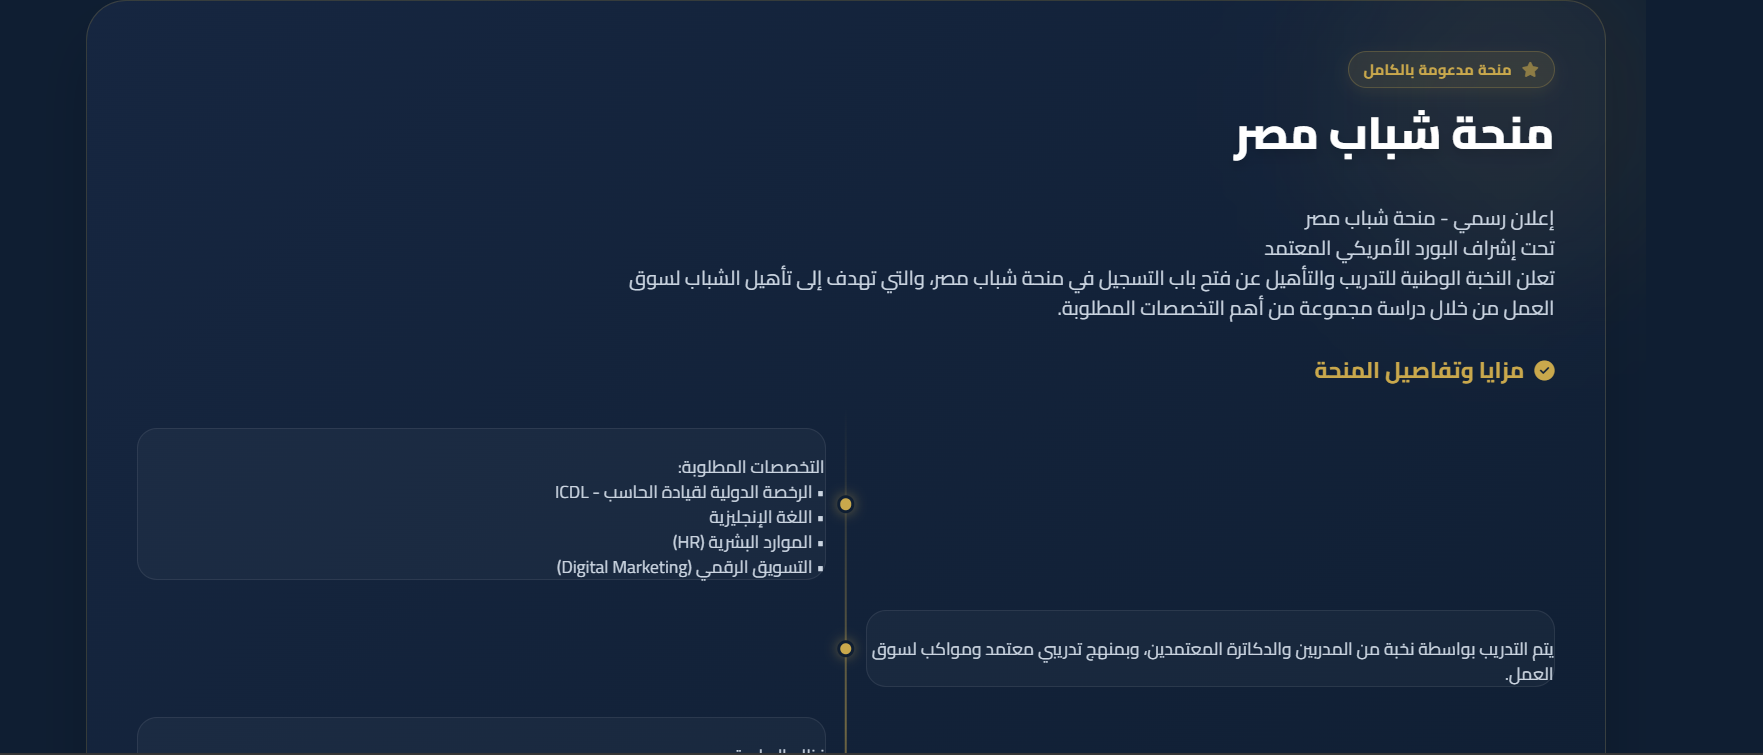 منحة مدعومة بالكامل
منحة شباب مصر
إعلان رسمي - منحة شباب مصر
تحت إشراف البورد الأمريكي المعتمد
تعلن النخبة الوطنية للتدريب والتأهيل عن فتح باب التسجيل في منحة شباب مصر، والتي تهدف إلى تأهيل الشباب لسوق
العمل من خلال دراسة مجموعة من أهم التخصصات المطلوبة.
مزايا وتفاصيل المنحة
التخصصات المطلوبة:
▪ الرخصة الدولية لقيادة الحاسب - ICDL
▪ اللغة الإنجليزية
▪ الموارد البشرية (HR)
▪ التسويق الرقمي (Digital Marketing)
يتم التدريب بواسطة نخبة من المدربين والدكاترة المعتمدين، وبمنهج تدريبي معتمد ومواكب لسوق
العمل.